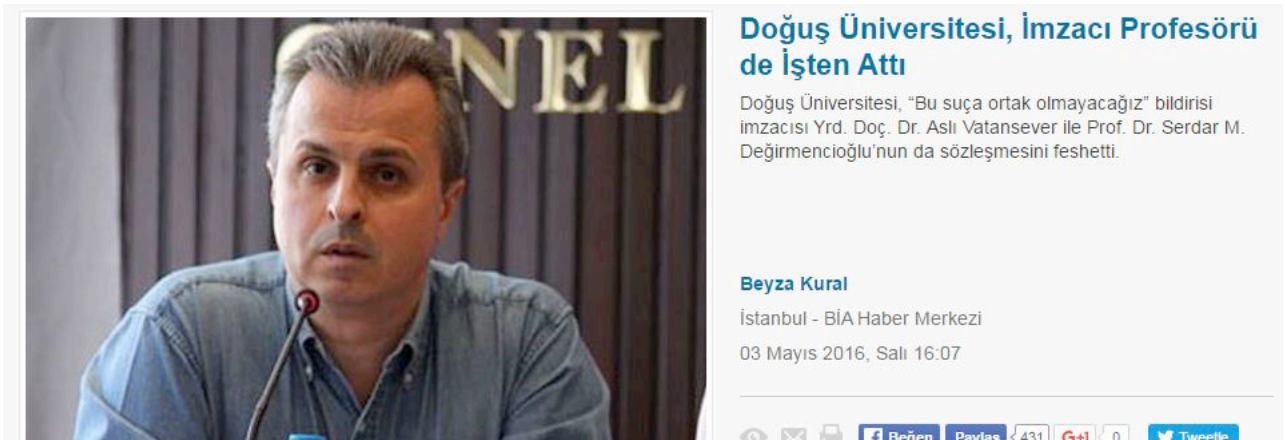 NEL
Doğuş Üniversitesi, İmzacı Profesörü
de İşten Attı
Doğuş Üniversitesi, “Bu suça ortak olmayacağız” bildirisi
imzacısı Yrd. Doç. Dr. Aslı Vatansever ile Prof. Dr. Serdar M.
Değirmencioğlu’nun da sözleşmesini feshetti.
Beyza Kural
İstanbul - BİA Haber Merkezi
03 Mayıs 2016, Salı 16:07
Beğen Paylaş 431 G+1 0 Tweetle